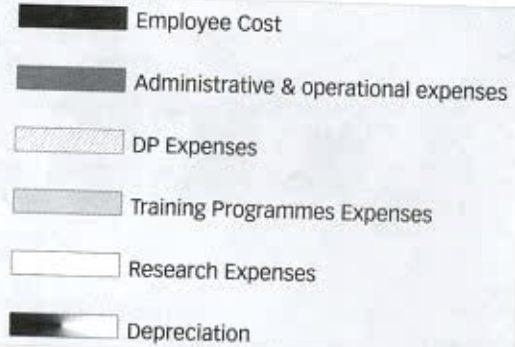 Employee Cost
Administrative & operational expenses
DP Expenses
Training Programmes Expenses
Research Expenses
Depreciation